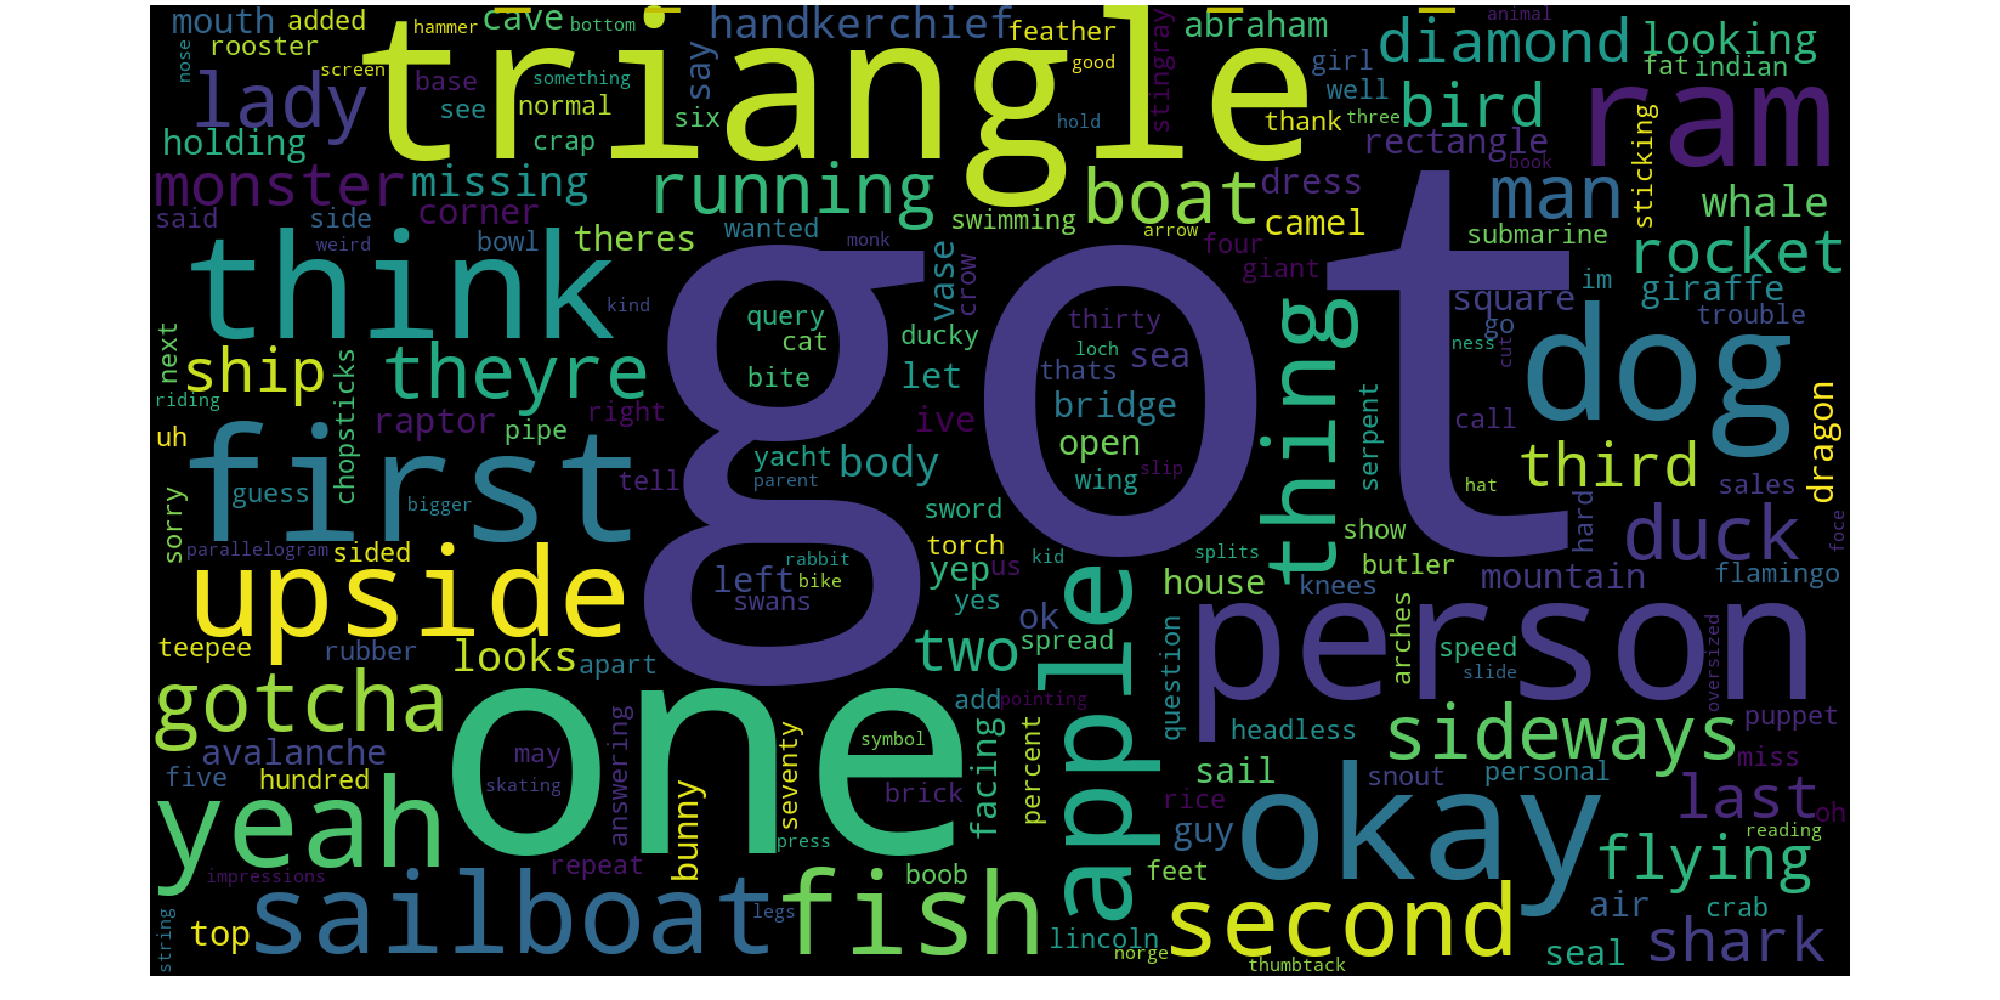 mouth added hammer cave bottom handkerchief feather abraham animal diamond looking
nose rooster screen triangle say good stingray girl fat indian
lady base something well bird ram
see normal six hold thank three rectangle
holding crap book sticking
monster missing running boat dress man whale
said side corner swimming camel
weird bowl theres wanted monk arrow four submarine rocket
think vase crow giant im giraffe
kind query thirty thing square trouble
next cat ducky loch go dog
ship theyre bite let thats sea ness cut
riding chopsticks bridge serpent dragon
uh raptor pipe right got ive open call
first yacht body wing slip third
sorry guess bigger tell parent hat sales
sword show hard duck foce
parallelogram sided rabbit torch kid splits butler
upside left bike yep us house knees mountain flamingo
swans yes ok person
teepee rubber looks apart two spread apple question arches speed slide oversized
gotcha add pointing headless sideways puppet
avalanche may symbol facing percent miss
five hundred answering seventy sail snout personal
yeah one skating brick rice okay last oh
bunny press guy reading
impressions repeat boob feet flying
string top sailboat legs fish air crab
lincoln second shark
norge thumbtack seal